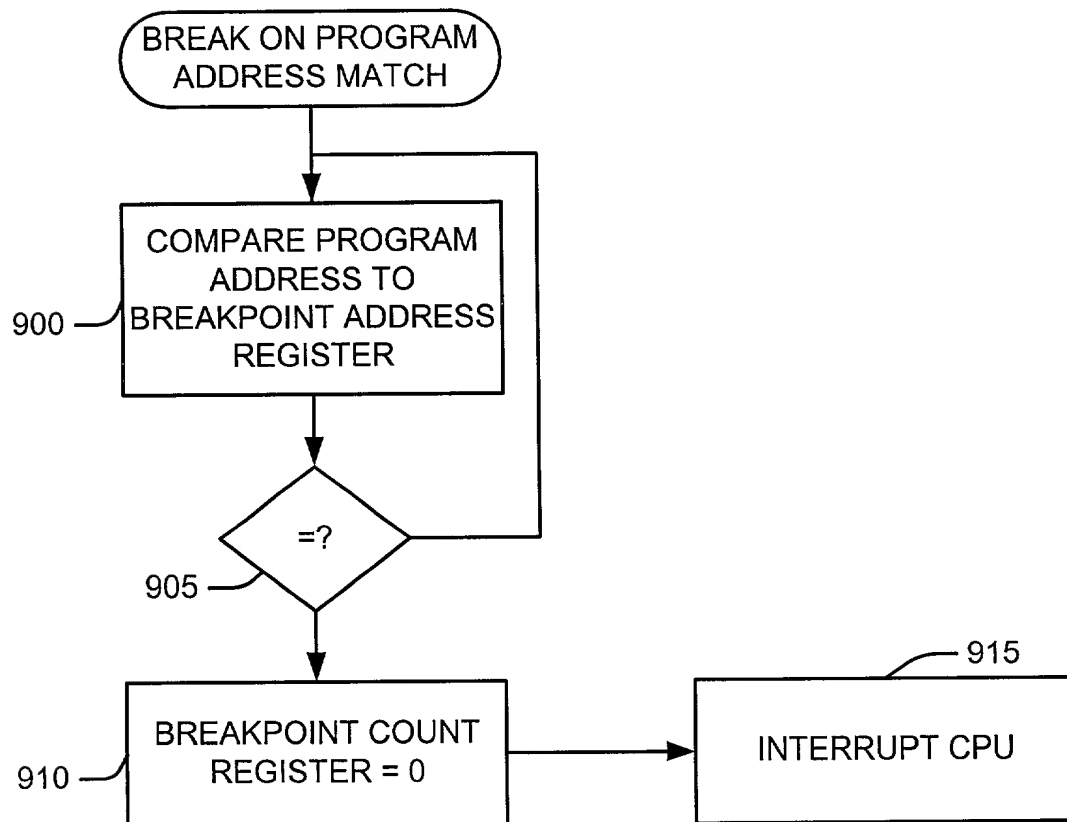 BREAK ON PROGRAM
ADDRESS MATCH
COMPARE PROGRAM
ADDRESS TO
BREAKPOINT ADDRESS
REGISTER
900
=?
905
BREAKPOINT COUNT
REGISTER = 0
910
915
INTERRUPT CPU